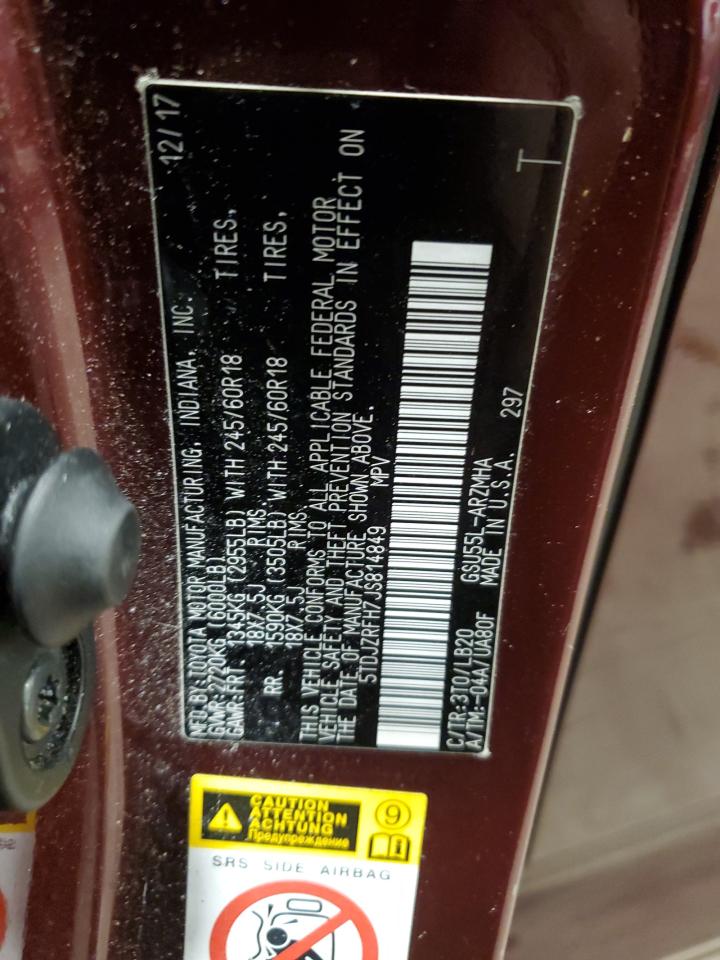 MFD.BY:TOYOTA MOTOR MANUFACTURING, INDIANA, INC. 12/17
GVWR:2720KG(6000LB)
GAWR:FRT. 1345KG(2953LB) WITH 245/60R18 TIRES,
18X7.5J RIMS.
RR. 1590KG(3505LB) WITH 245/60R18 TIRES,
18X7.5J RIMS.
THIS VEHICLE CONFORMS TO ALL APPLICABLE FEDERAL MOTOR
VEHICLE SAFETY AND THEFT PREVENTION STANDARDS IN EFFECT ON
THE DATE OF MANUFACTURE SHOWN ABOVE.
5TDJZRFH7JS814849 MPV
C/TR:3T0/LB20 GSU55L-ARZMHA
A/TM:-04A/UA80F MADE IN U.S.A. 297
T
CAUTION
ATTENTION
ACHTUNG
Предупреждение
9
SRS SIDE AIRBAG